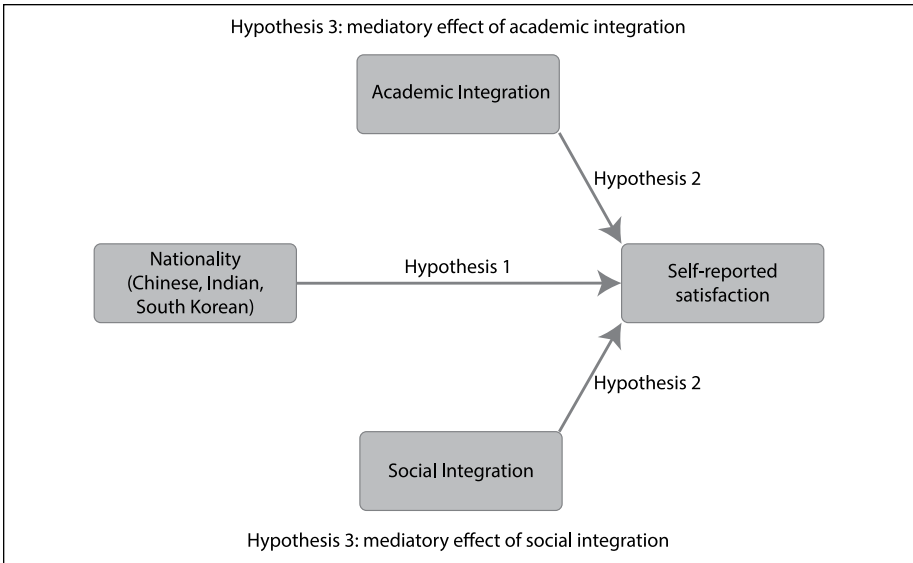 Hypothesis 3: mediatory effect of academic integration
Academic Integration
Hypothesis 2
Nationality
(Chinese, Indian,
South Korean)
Hypothesis 1
Self-reported
satisfaction
Hypothesis 2
Social Integration
Hypothesis 3: mediatory effect of social integration